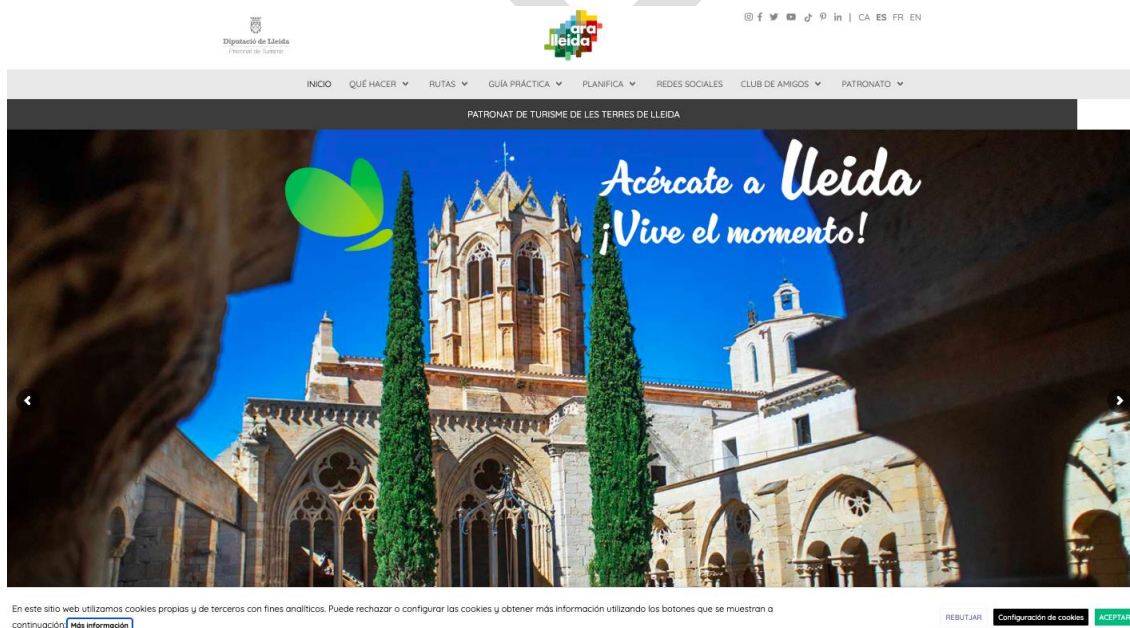 Diputació de Lleida
Patronat de Turisme
ara
lleida
| CA ES FR EN
INICIO QUÉ HACER RUTAS GUÍA PRÁCTICA PLANIFICA REDES SOCIALES CLUB DE AMIGOS PATRONATO
PATRONAT DE TURISME DE LES TERRES DE LLEIDA
Acércate a lleida
¡Vive el momento!
En este sitio web utilizamos cookies propias y de terceros con fines analíticos. Puede rechazar o configurar las cookies y obtener más información utilizando los botones que se muestran a
continuación: Más información
REBUTJAR Configuración de cookies ACEPTAR